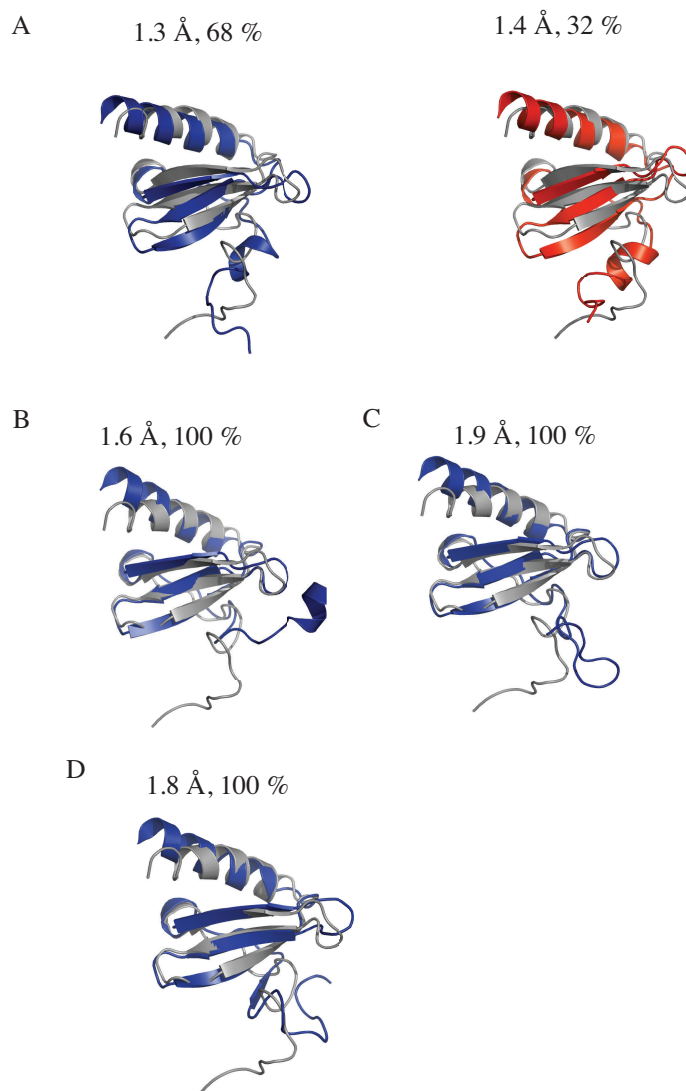 A
1.3 Å, 68 %
1.4 Å, 32 %
B
1.6 Å, 100 %
C
1.9 Å, 100 %
D
1.8 Å, 100 %